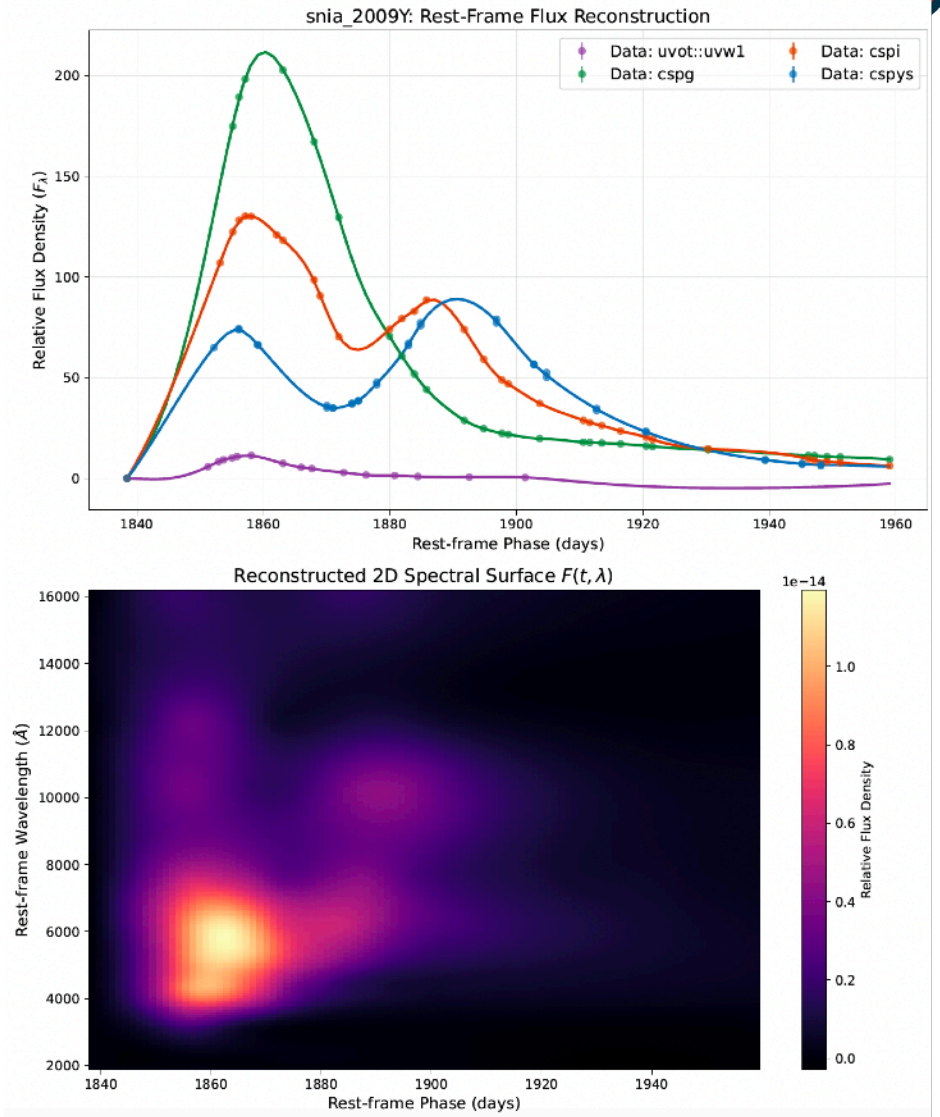 snia_2009Y: Rest-Frame Flux Reconstruction
Data: uvot::uvw1
Data: cspg
Data: cspi
Data: cspys
Relative Flux Density (Fλ)
200
150
100
50
0
1840 1860 1880 1900 1920 1940 1960
Rest-frame Phase (days)
Reconstructed 2D Spectral Surface F(t, λ)
1e−14
Rest-frame Wavelength (Å)
16000
14000
12000
10000
8000
6000
4000
2000
1840 1860 1880 1900 1920 1940
Rest-frame Phase (days)
1.0
0.8
0.6
0.4
0.2
0.0
Relative Flux Density